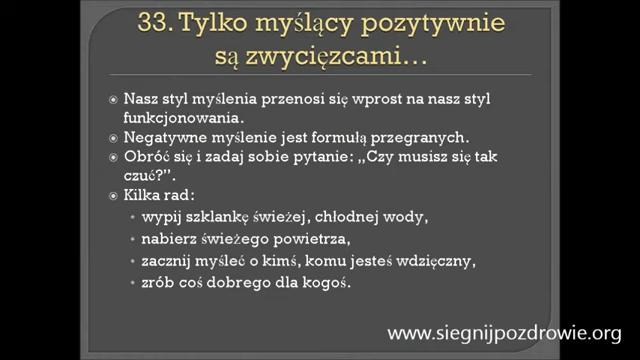 33. Tylko myślący pozytywnie
są zwycięzcami...
Nasz styl myślenia przenosi się wprost na nasz styl
funkcjonowania.
Negatywne myślenie jest formułą przegranych.
Obróć się i zadaj sobie pytanie: „Czy musisz się tak
czuć?”.
Kilka rad:
wypij szklankę świeżej, chłodnej wody,
nabierz świeżego powietrza,
zacznij myśleć o kimś, komu jesteś wdzięczny,
zrób coś dobrego dla kogoś.
www.siegnijpozdrowie.org